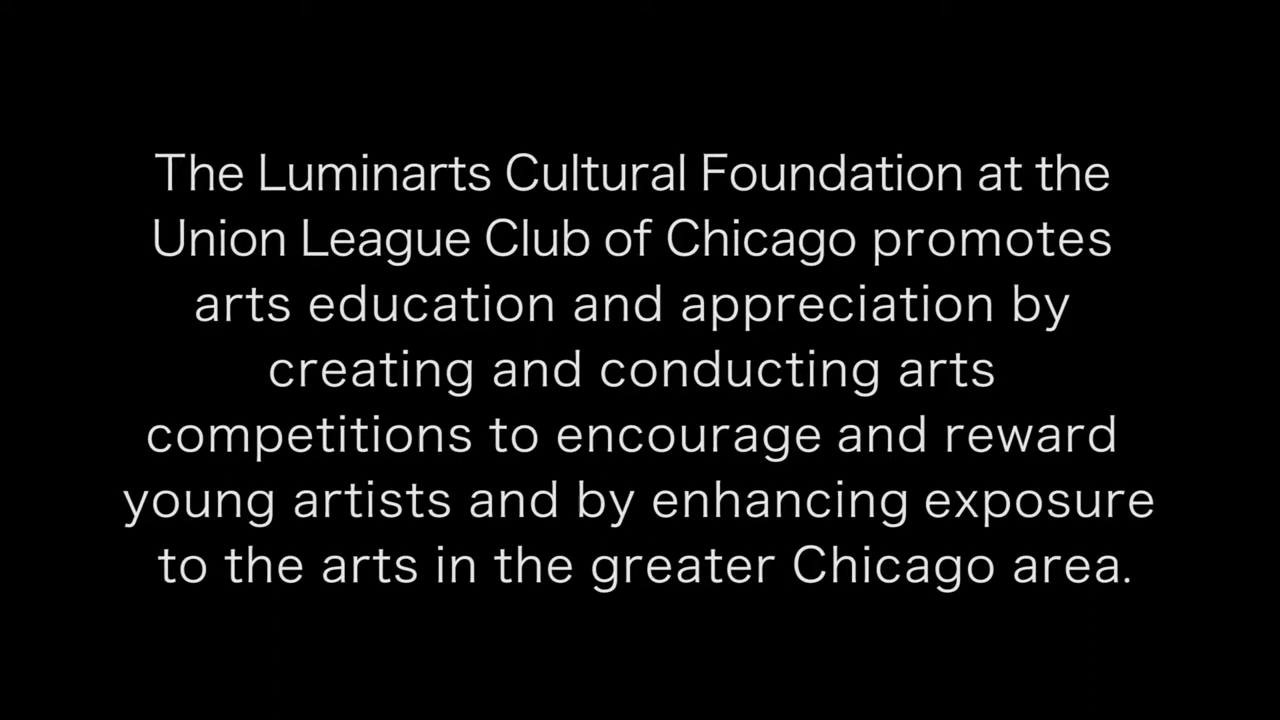 The Luminarts Cultural Foundation at the
Union League Club of Chicago promotes
arts education and appreciation by
creating and conducting arts
competitions to encourage and reward
young artists and by enhancing exposure
to the arts in the greater Chicago area.